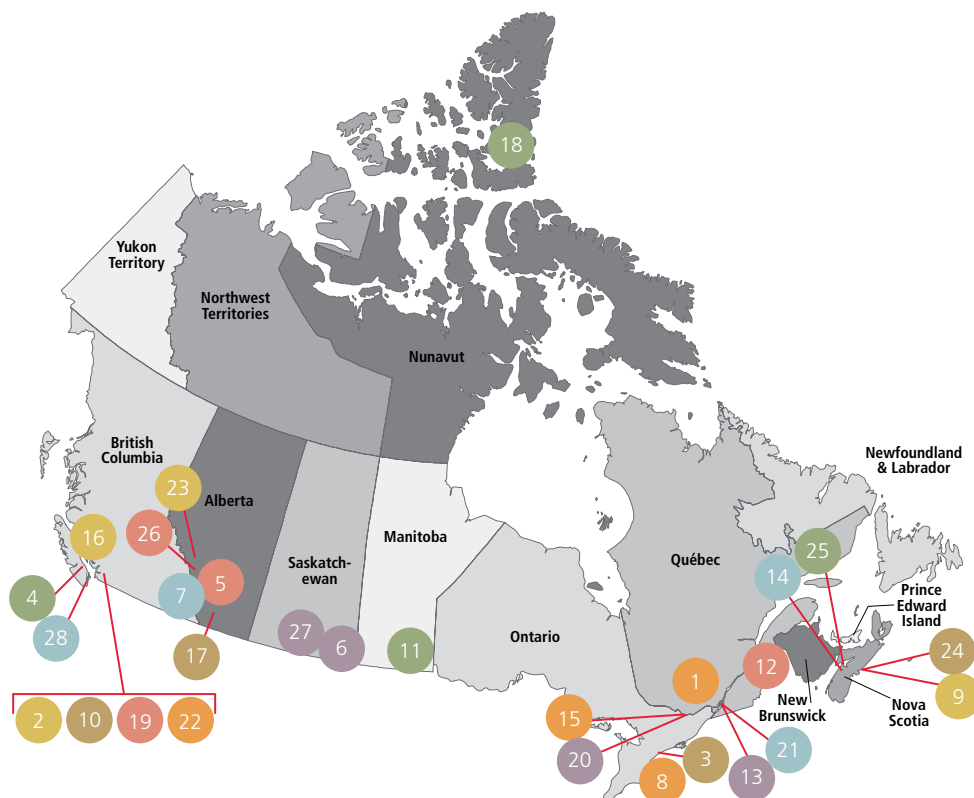 18
Yukon
Territory
Northwest
Territories
Nunavut
British
Columbia
23
Alberta
26
16
5
7
4
28
17
Saskatch-
ewan
27
6
Manitoba
11
Ontario
Québec
Newfoundland
& Labrador
25
14
Prince
Edward
Island
24
9
Nova
Scotia
New
Brunswick
12
1
15
20
3
8
13
21
2
10
19
22